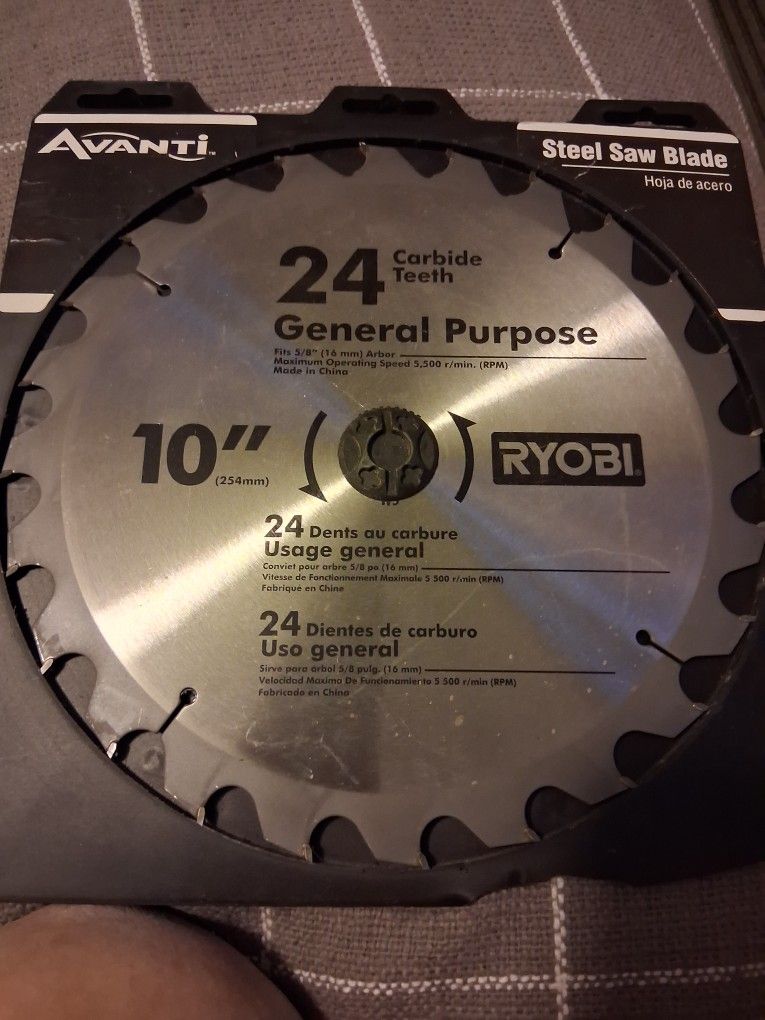 AVANTI™
Steel Saw Blade
Hoja de acero
24 Carbide
Teeth
General Purpose
Fits 5/8" (16 mm) Arbor
Maximum Operating Speed 5,500 r/min. (RPM)
Made in China
10"
(254mm)
RYOBI®
24 Dents au carbure
Usage general
Conviet pour arbre 5/8 po (16 mm)
Vitesse de Fonctionnement Maximale 5 500 r/min (RPM)
Fabrique en Chine
24 Dientes de carburo
Uso general
Sirve para árbol 5/8 pulg. (16 mm)
Velocidad Maxima De Funcionamiento 5 500 r/min (RPM)
Fabricado en China